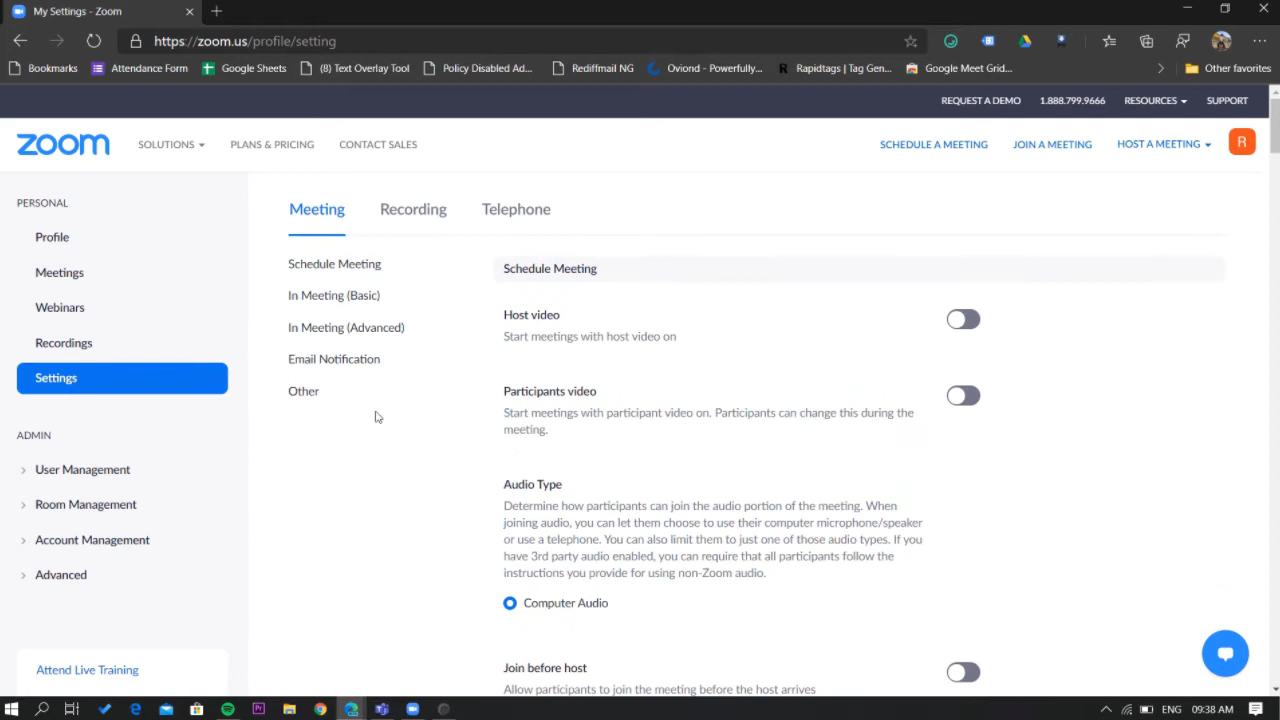 My Settings - Zoom
https://zoom.us/profile/setting
Bookmarks Attendance Form Google Sheets (8) Text Overlay Tool Policy Disabled Ad... Rediffmail NG Oviond - Powerfully... Rapidtags | Tag Gen... Google Meet Grid... Other favorites
REQUEST A DEMO 1.888.799.9666 RESOURCES SUPPORT
zoom SOLUTIONS PLANS & PRICING CONTACT SALES SCHEDULE A MEETING JOIN A MEETING HOST A MEETING R
PERSONAL
Profile
Meetings
Webinars
Recordings
Settings
ADMIN
User Management
Room Management
Account Management
Advanced
Attend Live Training
Meeting Recording Telephone
Schedule Meeting
In Meeting (Basic)
In Meeting (Advanced)
Email Notification
Other
Schedule Meeting
Host video
Start meetings with host video on
Participants video
Start meetings with participant video on. Participants can change this during the
meeting.
Audio Type
Determine how participants can join the audio portion of the meeting. When
joining audio, you can let them choose to use their computer microphone/speaker
or use a telephone. You can also limit them to just one of those audio types. If you
have 3rd party audio enabled, you can require that all participants follow the
instructions you provide for using non-Zoom audio.
Computer Audio
Join before host
Allow participants to join the meeting before the host arrives
ENG 09:38 AM